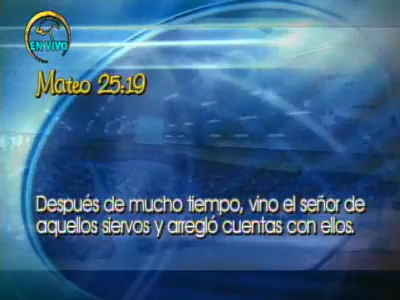 EN VIVO
Mateo 25:19
Después de mucho tiempo, vino el señor de
aquellos siervos y arregló cuentas con ellos.